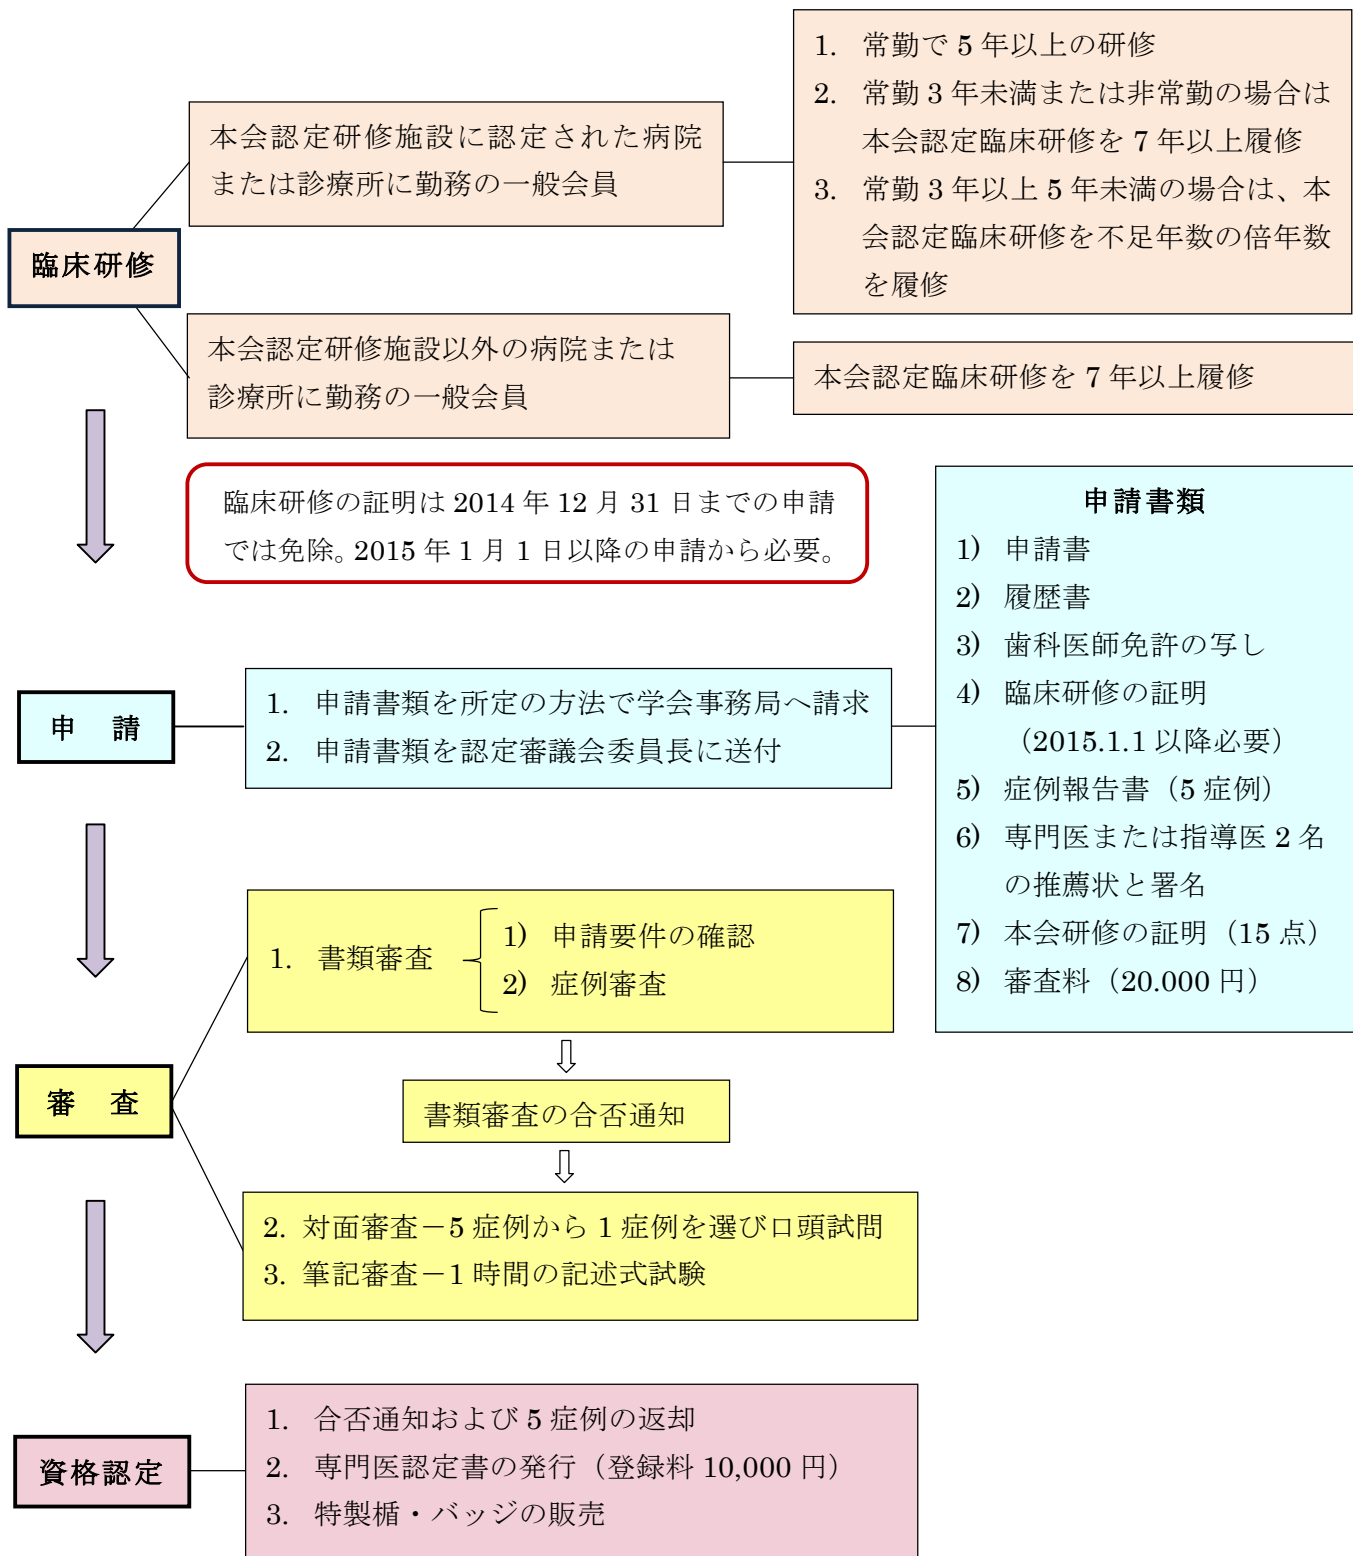 臨床研修
本会認定研修施設に認定された病院
または診療所に勤務の一般会員
1. 常勤で 5 年以上の研修
2. 常勤 3 年未満または非常勤の場合は
本会認定臨床研修を 7 年以上履修
3. 常勤 3 年以上 5 年未満の場合は、本
会認定臨床研修を不足年数の倍年数
を履修
本会認定研修施設以外の病院または
診療所に勤務の一般会員
本会認定臨床研修を 7 年以上履修
臨床研修の証明は 2014 年 12 月 31 日までの申請
では免除。2015 年 1 月 1 日以降の申請から必要。
申 請
1. 申請書類を所定の方法で学会事務局へ請求
2. 申請書類を認定審議会委員長に送付
申請書類
1) 申請書
2) 履歴書
3) 歯科医師免許の写し
4) 臨床研修の証明
（2015.1.1 以降必要）
5) 症例報告書（5 症例）
6) 専門医または指導医 2 名
の推薦状と署名
7) 本会研修の証明（15 点）
8) 審査料（20.000 円）
審 査
1. 書類審査
1) 申請要件の確認
2) 症例審査
書類審査の合否通知
2. 対面審査－5 症例から 1 症例を選び口頭試問
3. 筆記審査－1 時間の記述式試験
資格認定
1. 合否通知および 5 症例の返却
2. 専門医認定書の発行（登録料 10,000 円）
3. 特製楯・バッジの販売